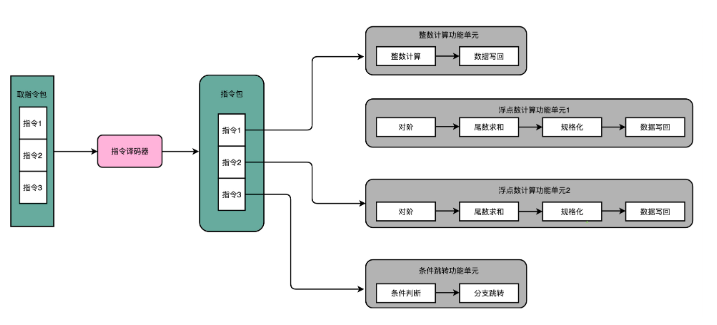 取指令包
指令1
指令2
指令3
指令译码器
指令包
指令1
指令2
指令3
整数计算功能单元
整数计算
数据写回
浮点数计算功能单元1
对阶
尾数求和
规格化
数据写回
浮点数计算功能单元2
对阶
尾数求和
规格化
数据写回
条件跳转功能单元
条件判断
分支跳转